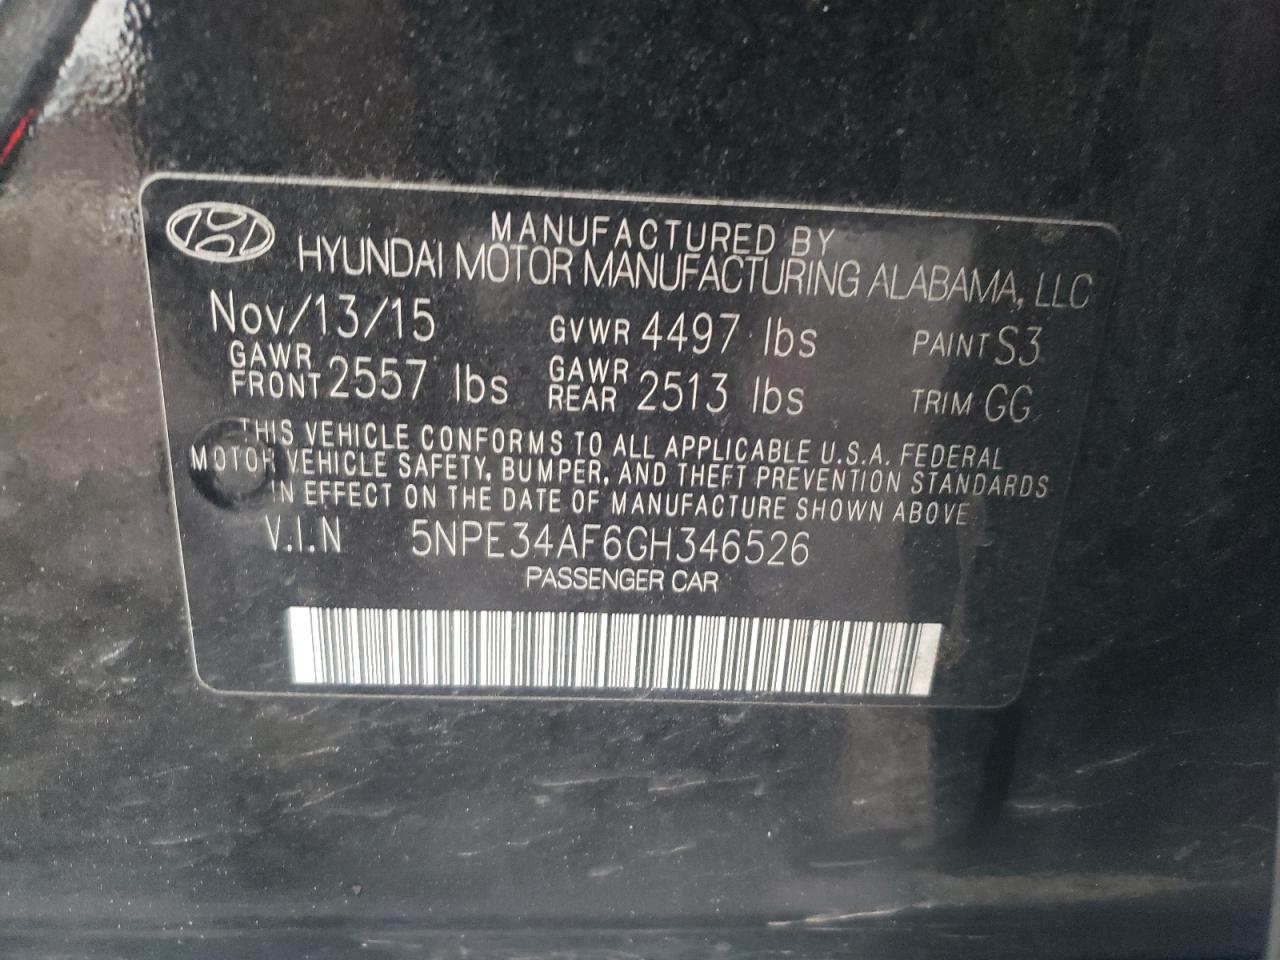 MANUFACTURED BY
HYUNDAI MOTOR MANUFACTURING ALABAMA, LLC
Nov/13/15 GVWR 4497 lbs PAINT S3
GAWR FRONT 2557 lbs GAWR REAR 2513 lbs TRIM GG
THIS VEHICLE CONFORMS TO ALL APPLICABLE U.S.A. FEDERAL
MOTOR VEHICLE SAFETY, BUMPER, AND THEFT PREVENTION STANDARDS
IN EFFECT ON THE DATE OF MANUFACTURE SHOWN ABOVE
V.I.N 5NPE34AF6GH346526
PASSENGER CAR